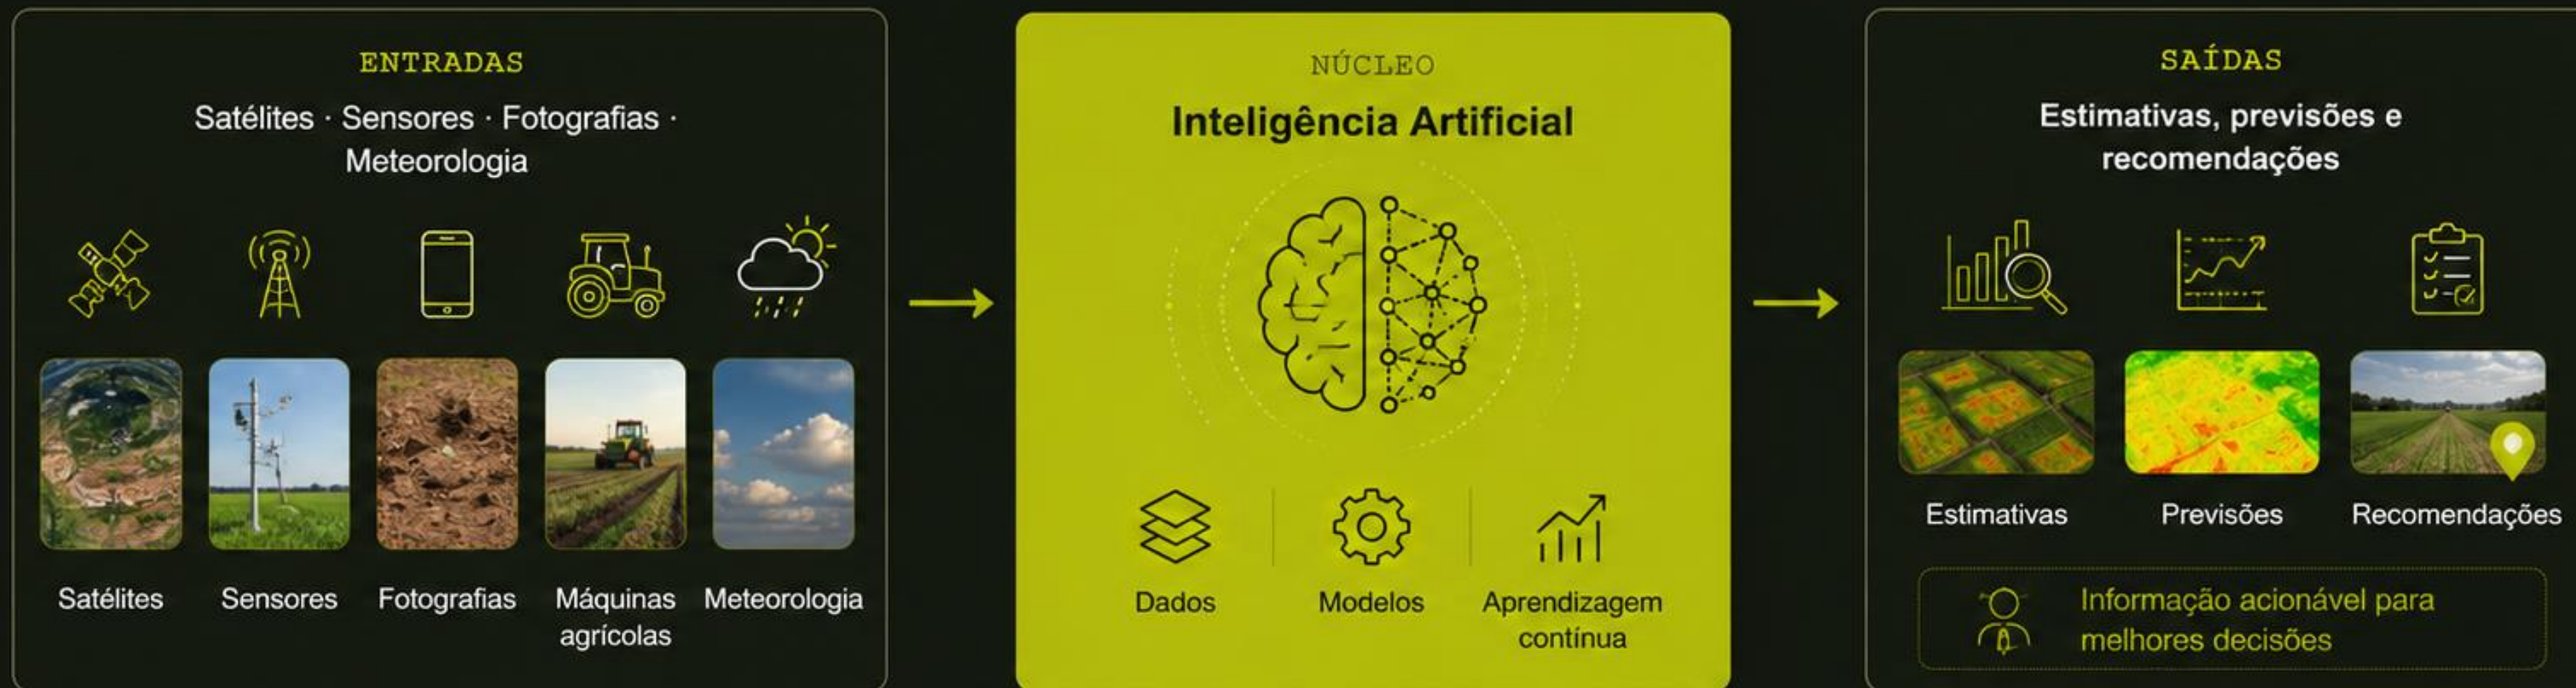 ENTRADAS
Satélites · Sensores · Fotografias ·
Meteorologia
Satélites
Sensores
Fotografias
Máquinas
agrícolas
Meteorologia
NÚCLEO
Inteligência Artificial
Dados
Modelos
Aprendizagem
contínua
SAÍDAS
Estimativas, previsões e
recomendações
Estimativas
Previsões
Recomendações
Informação acionável para
melhores decisões